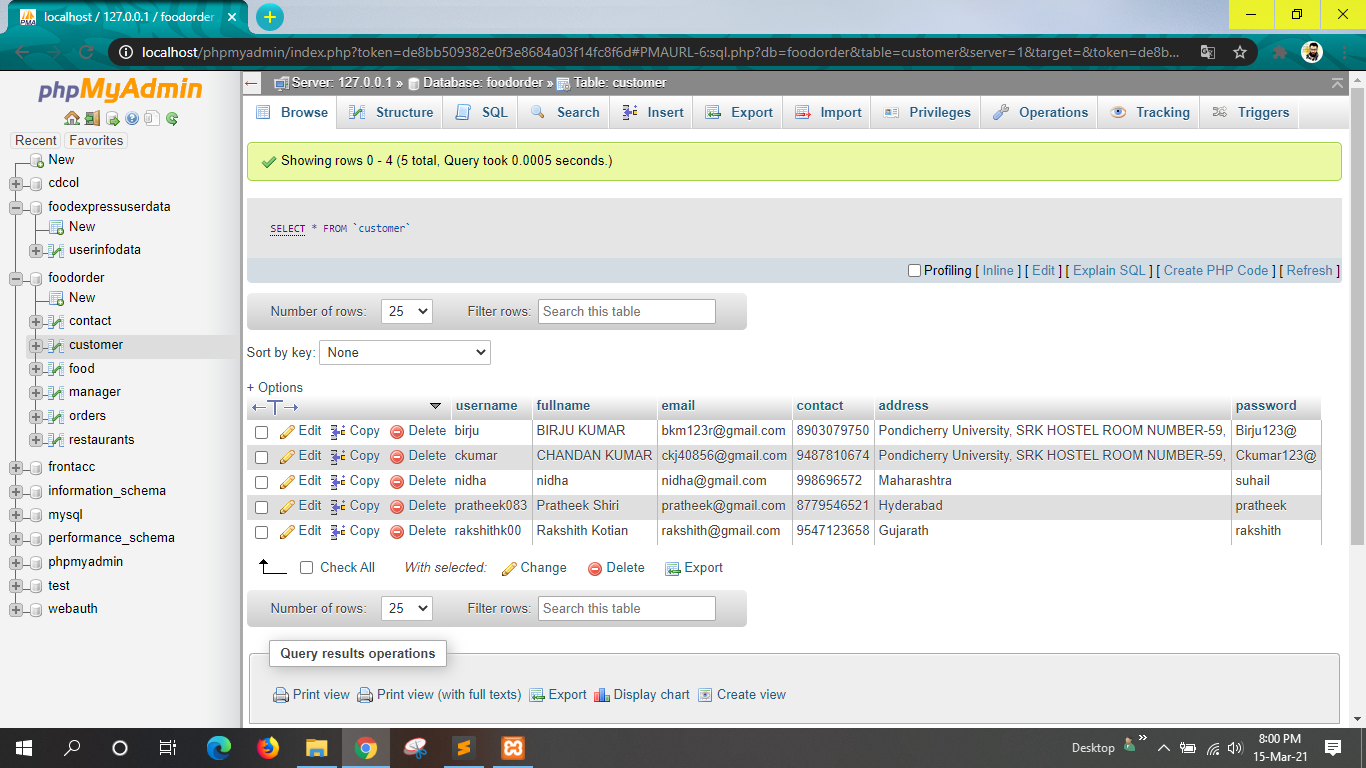 localhost / 127.0.0.1 / foodorder
localhost/phpmyadmin/index.php?token=de8bb509382e0f3e8684a03f14fc8f6d#PMAURL-6:sql.php?db=foodorder&table=customer&server=1&target=&token=de8b...
phpMyAdmin
Recent Favorites
New
cdcol
foodexpressuserdata
New
userinfodata
foodorder
New
contact
customer
food
manager
orders
restaurants
frontacc
information_schema
mysql
performance_schema
phpmyadmin
test
webauth
Server: 127.0.0.1 » Database: foodorder » Table: customer
Browse Structure SQL Search Insert Export Import Privileges Operations Tracking Triggers
Showing rows 0 - 4 (5 total, Query took 0.0005 seconds.)
SELECT * FROM `customer`
Profiling [ Inline ] [ Edit ] [ Explain SQL ] [ Create PHP Code ] [ Refresh ]
Number of rows: 25 Filter rows: Search this table
Sort by key: None
+ Options
username fullname email contact address password
Edit Copy Delete birju BIRJU KUMAR bkm123r@gmail.com 8903079750 Pondicherry University, SRK HOSTEL ROOM NUMBER-59, Birju123@
Edit Copy Delete ckumar CHANDAN KUMAR ckj40856@gmail.com 9487810674 Pondicherry University, SRK HOSTEL ROOM NUMBER-59, Ckumar123@
Edit Copy Delete nidha nidha nidha@gmail.com 998696572 Maharashtra suhail
Edit Copy Delete pratheek083 Pratheek Shiri pratheek@gmail.com 8779546521 Hyderabad pratheek
Edit Copy Delete rakshithk00 Rakshith Kotian rakshith@gmail.com 9547123658 Gujarath rakshith
Check All With selected: Change Delete Export
Number of rows: 25 Filter rows: Search this table
Query results operations
Print view Print view (with full texts) Export Display chart Create view
Desktop
8:00 PM
15-Mar-21